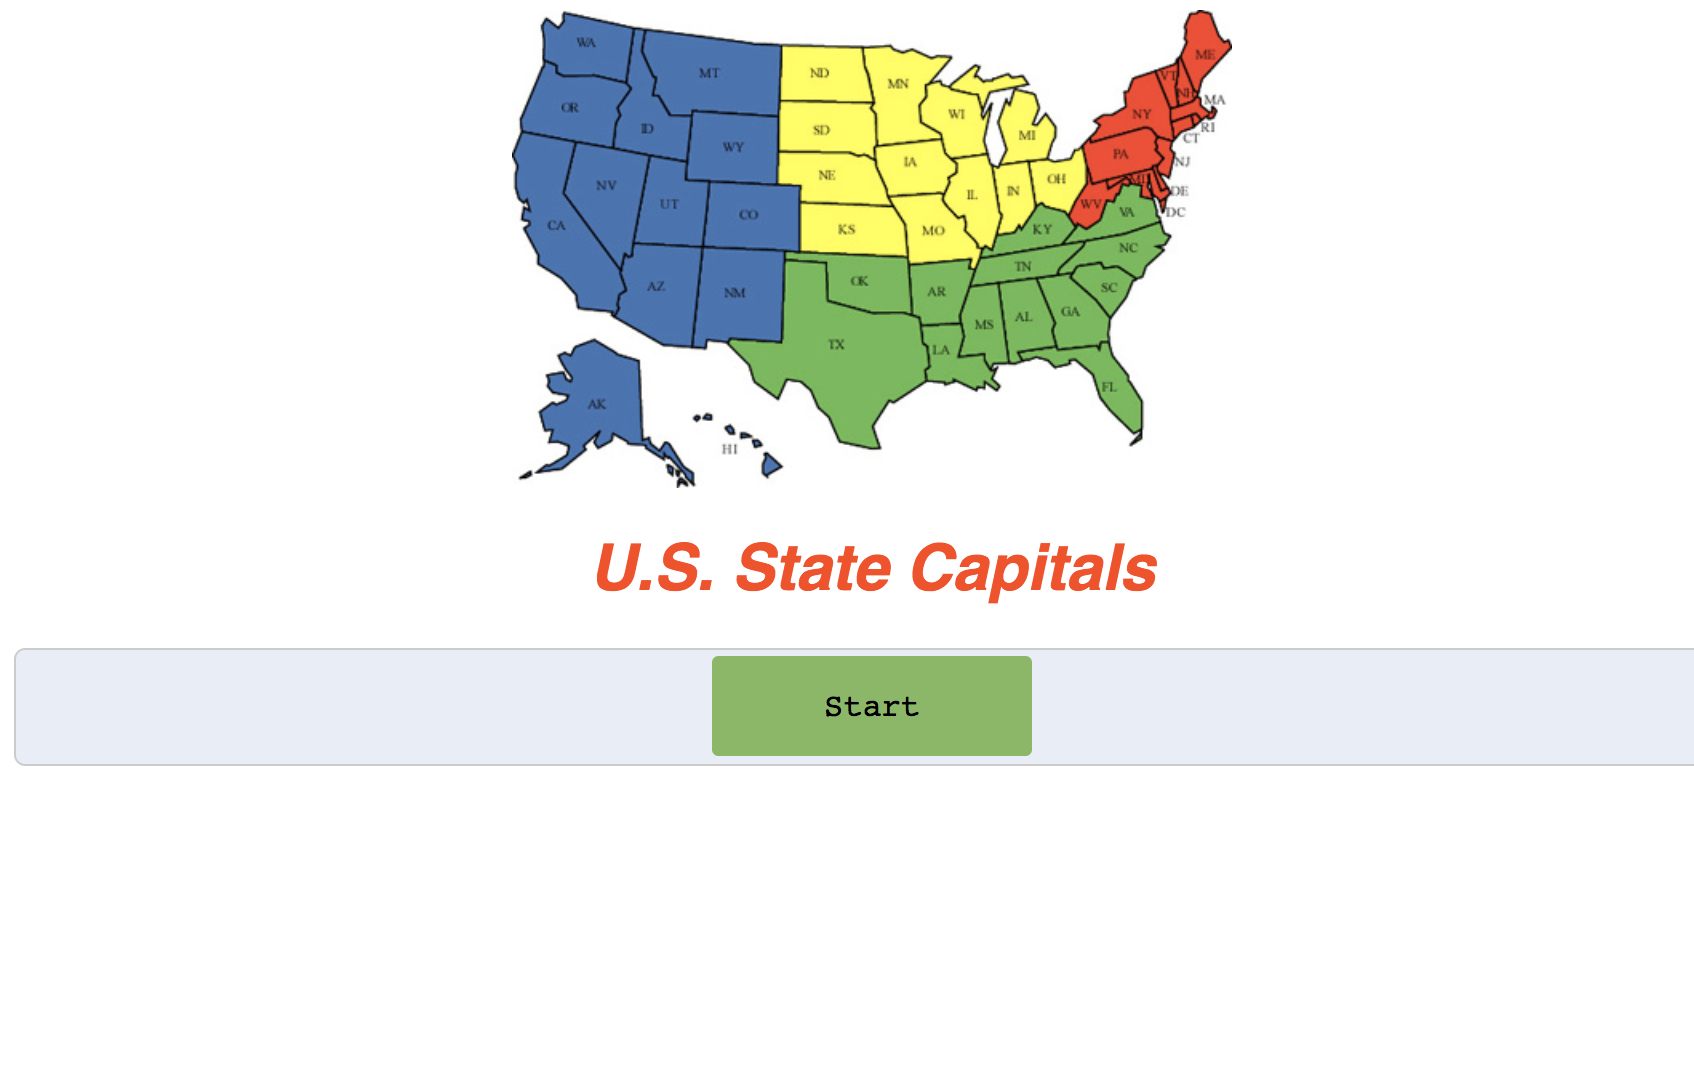 WA
MT
ND
MN
ME
VT
NH
MA
OR
ID
SD
WI
NY
RI
MI
CT
WY
IA
PA
NJ
NE
NV
IL
IN
OH
MD
DE
UT
CO
WV
VA
DC
CA
KS
MO
KY
NC
TN
AZ
NM
OK
AR
SC
MS
AL
GA
TX
LA
FL
AK
HI
U.S. State Capitals
Start